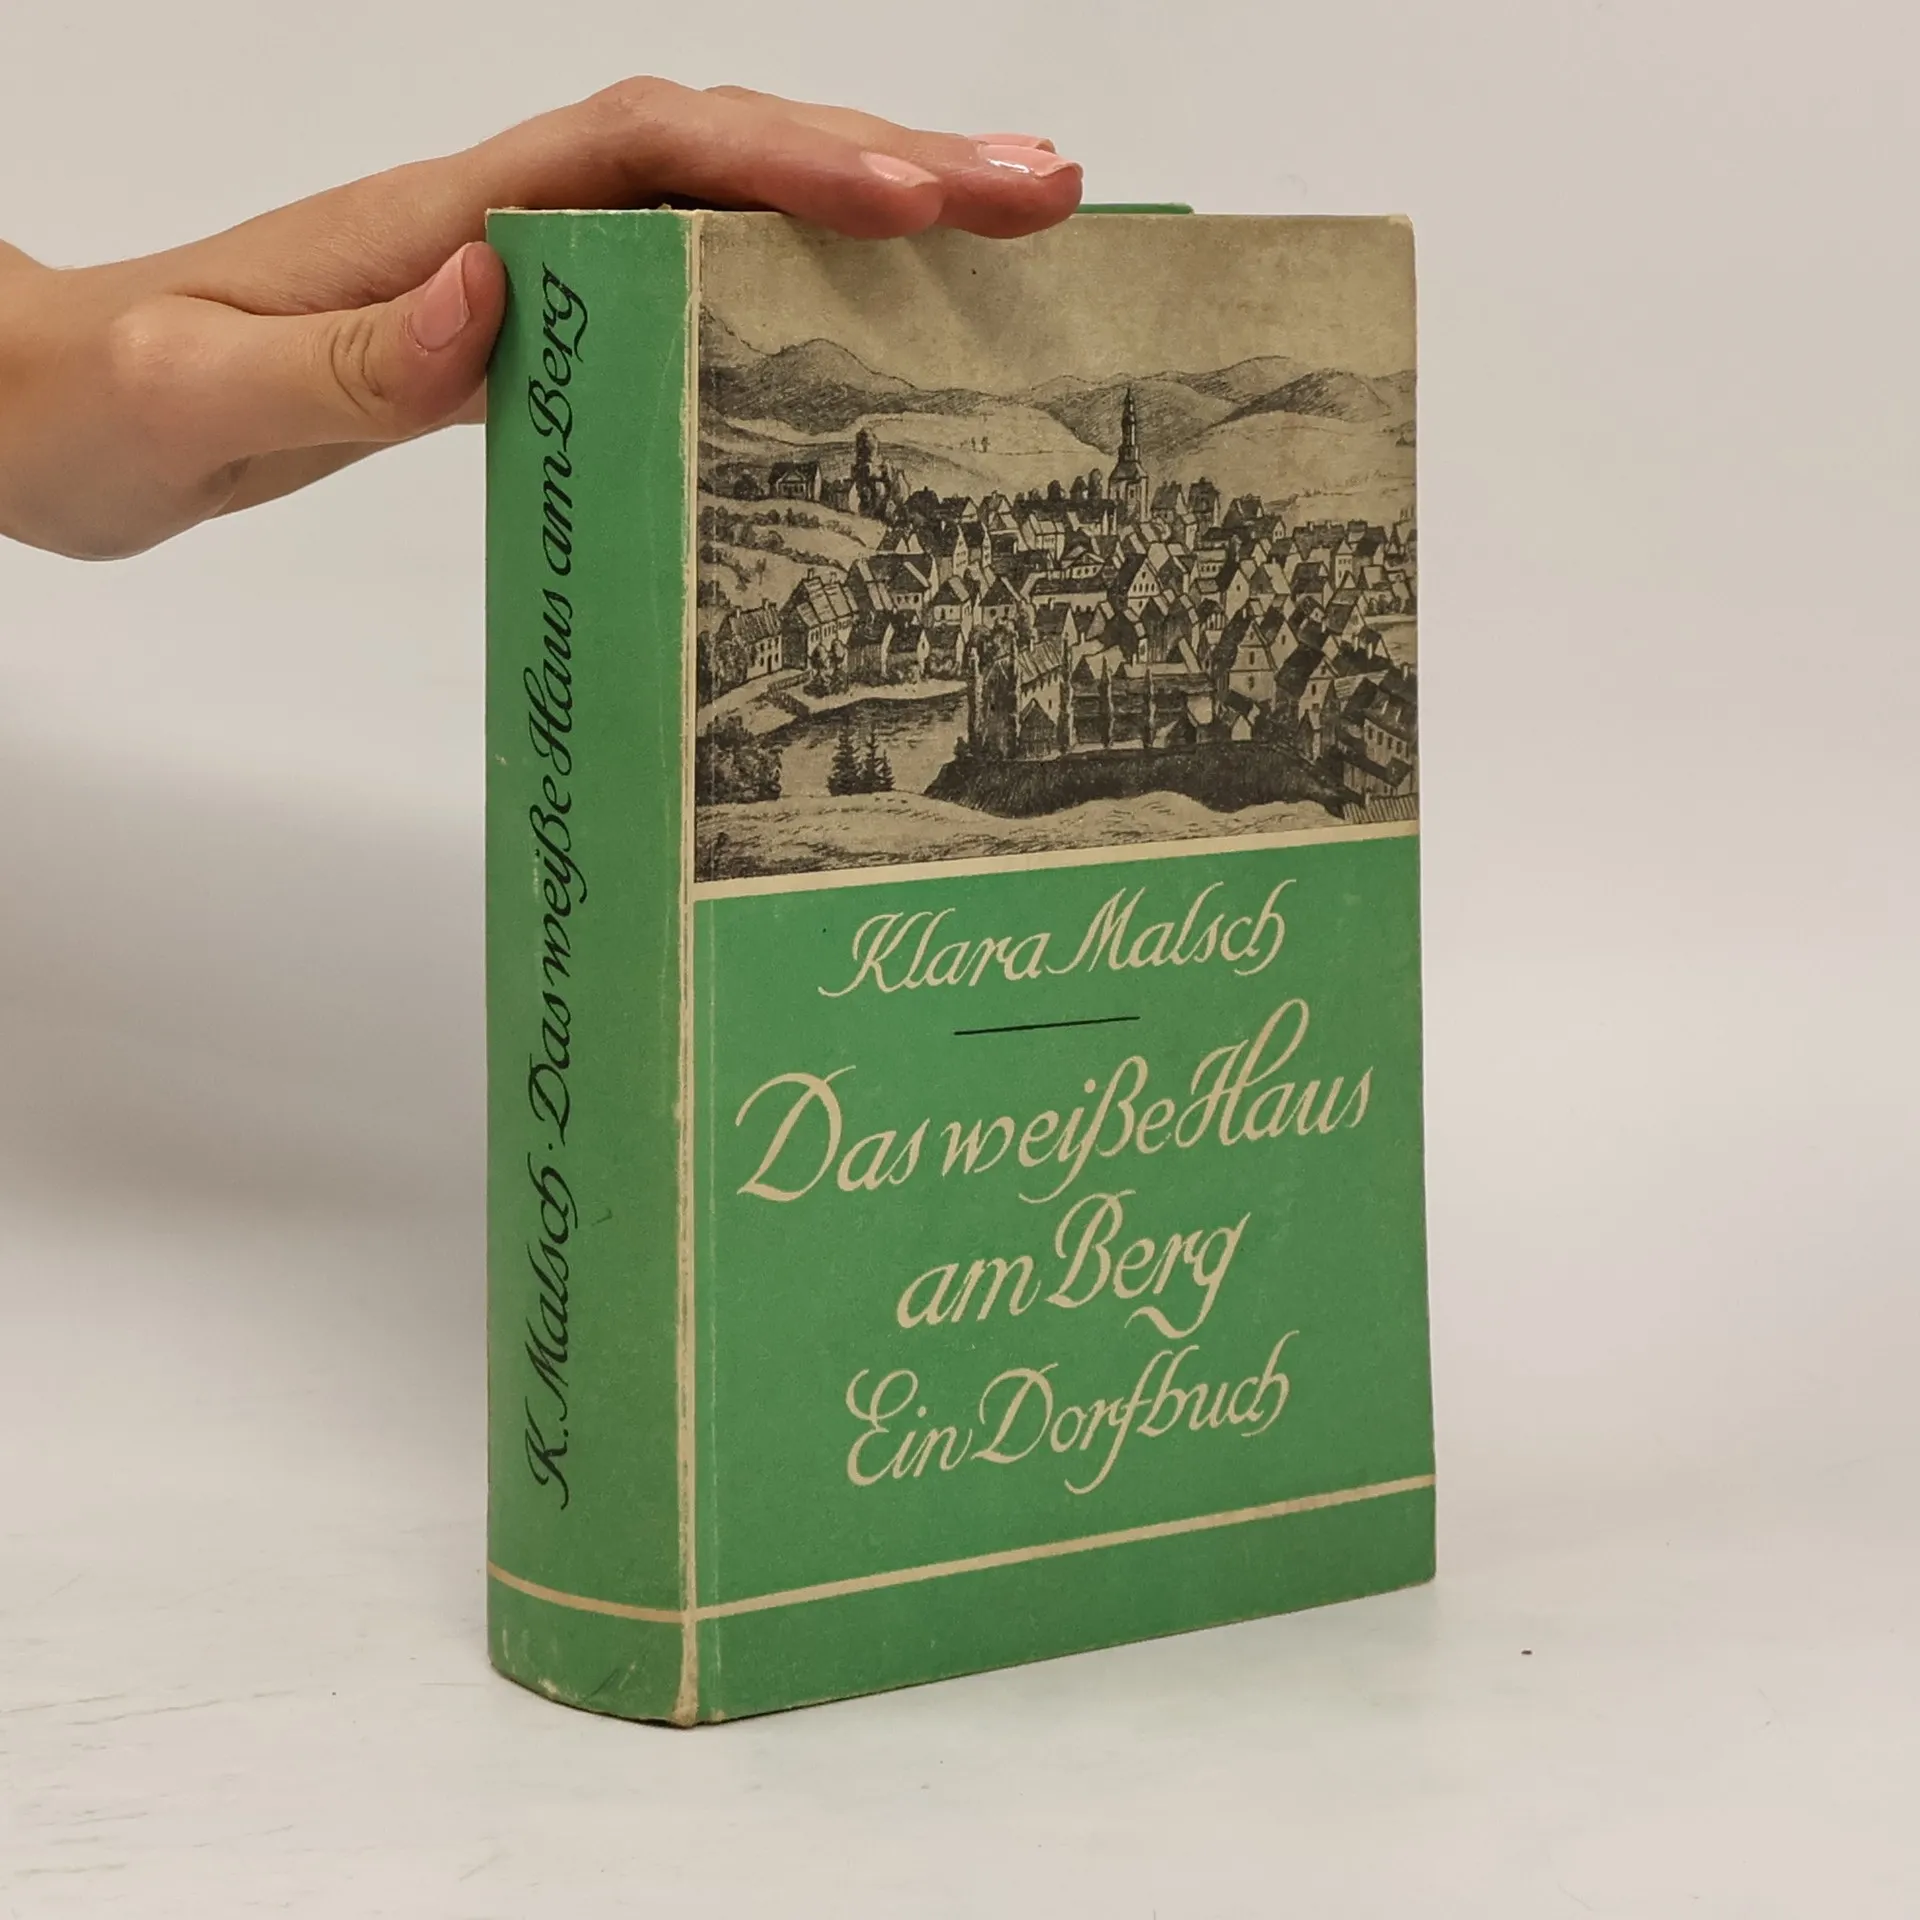 K. Malsch · Das weiße Haus am Berg
Klara Malsch
Das weiße Haus
am Berg
Ein Dorfbuch